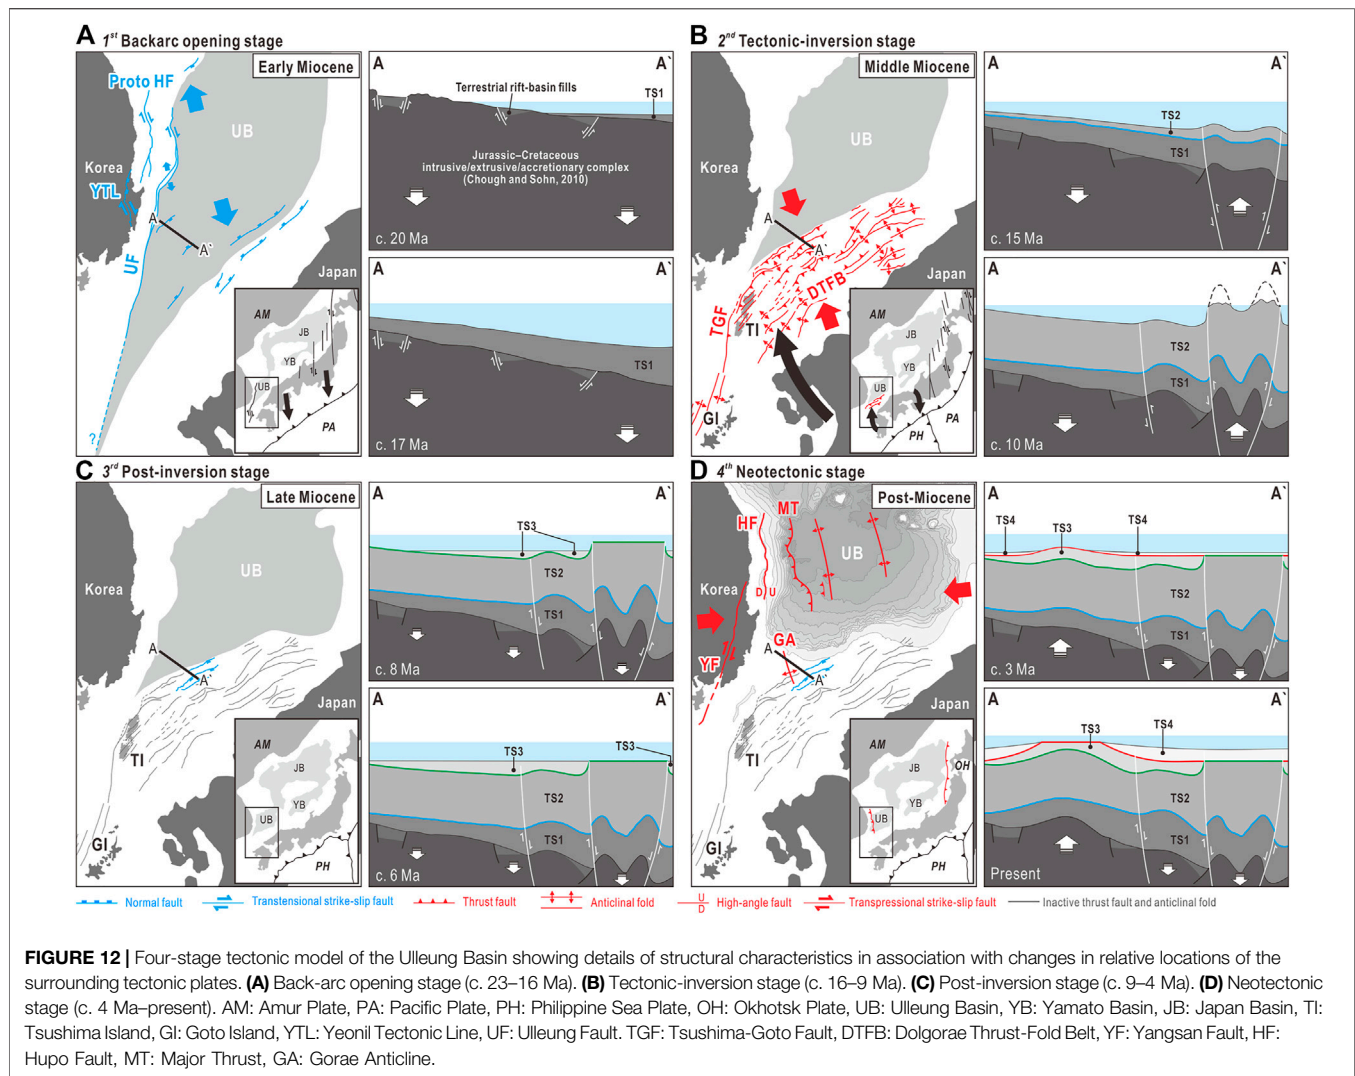 A 1st Backarc opening stage
Early Miocene
Proto HF
UB
Korea
YTL
A
A`
UF
Japan
?
AM
JB
YB
UB
PA
A A`
Terrestrial rift-basin fills
TS1
Jurassic–Cretaceous
intrusive/extrusive/accretionary complex
(Chough and Sohn, 2010)
c. 20 Ma
A A`
TS1
c. 17 Ma
B 2nd Tectonic-inversion stage
Middle Miocene
UB
Korea
A
A`
DTFB
Japan
TGF
TI
GI
AM
JB
YB
UB
PA
PH
A A`
TS2
TS1
c. 15 Ma
A A`
TS2
TS1
c. 10 Ma
C 3rd Post-inversion stage
Late Miocene
UB
Korea
A
A`
Japan
TI
GI
AM
JB
YB
UB
PH
A A`
TS3
TS2
TS1
c. 8 Ma
A A`
TS3 TS3
TS2
TS1
c. 6 Ma
D 4th Neotectonic stage
Post-Miocene
HF MT
UB
Korea
D U
GA
A
YF
A`
Japan
TI
GI
AM
JB
OH
YB
UB
PH
A A`
TS4 TS3 TS4
TS2
TS1
c. 3 Ma
A A`
TS3 TS4
TS2
TS1
Present
Normal fault Transtensional strike-slip fault Thrust fault Anticlinal fold U D High-angle fault Transpressional strike-slip fault Inactive thrust fault and anticlinal fold
FIGURE 12 | Four-stage tectonic model of the Ulleung Basin showing details of structural characteristics in association with changes in relative locations of the
surrounding tectonic plates. (A) Back-arc opening stage (c. 23–16 Ma). (B) Tectonic-inversion stage (c. 16–9 Ma). (C) Post-inversion stage (c. 9–4 Ma). (D) Neotectonic
stage (c. 4 Ma–present). AM: Amur Plate, PA: Pacific Plate, PH: Philippine Sea Plate, OH: Okhotsk Plate, UB: Ulleung Basin, YB: Yamato Basin, JB: Japan Basin, TI:
Tsushima Island, GI: Goto Island, YTL: Yeonil Tectonic Line, UF: Ulleung Fault. TGF: Tsushima-Goto Fault, DTFB: Dolgorae Thrust-Fold Belt, YF: Yangsan Fault, HF:
Hupo Fault, MT: Major Thrust, GA: Gorae Anticline.